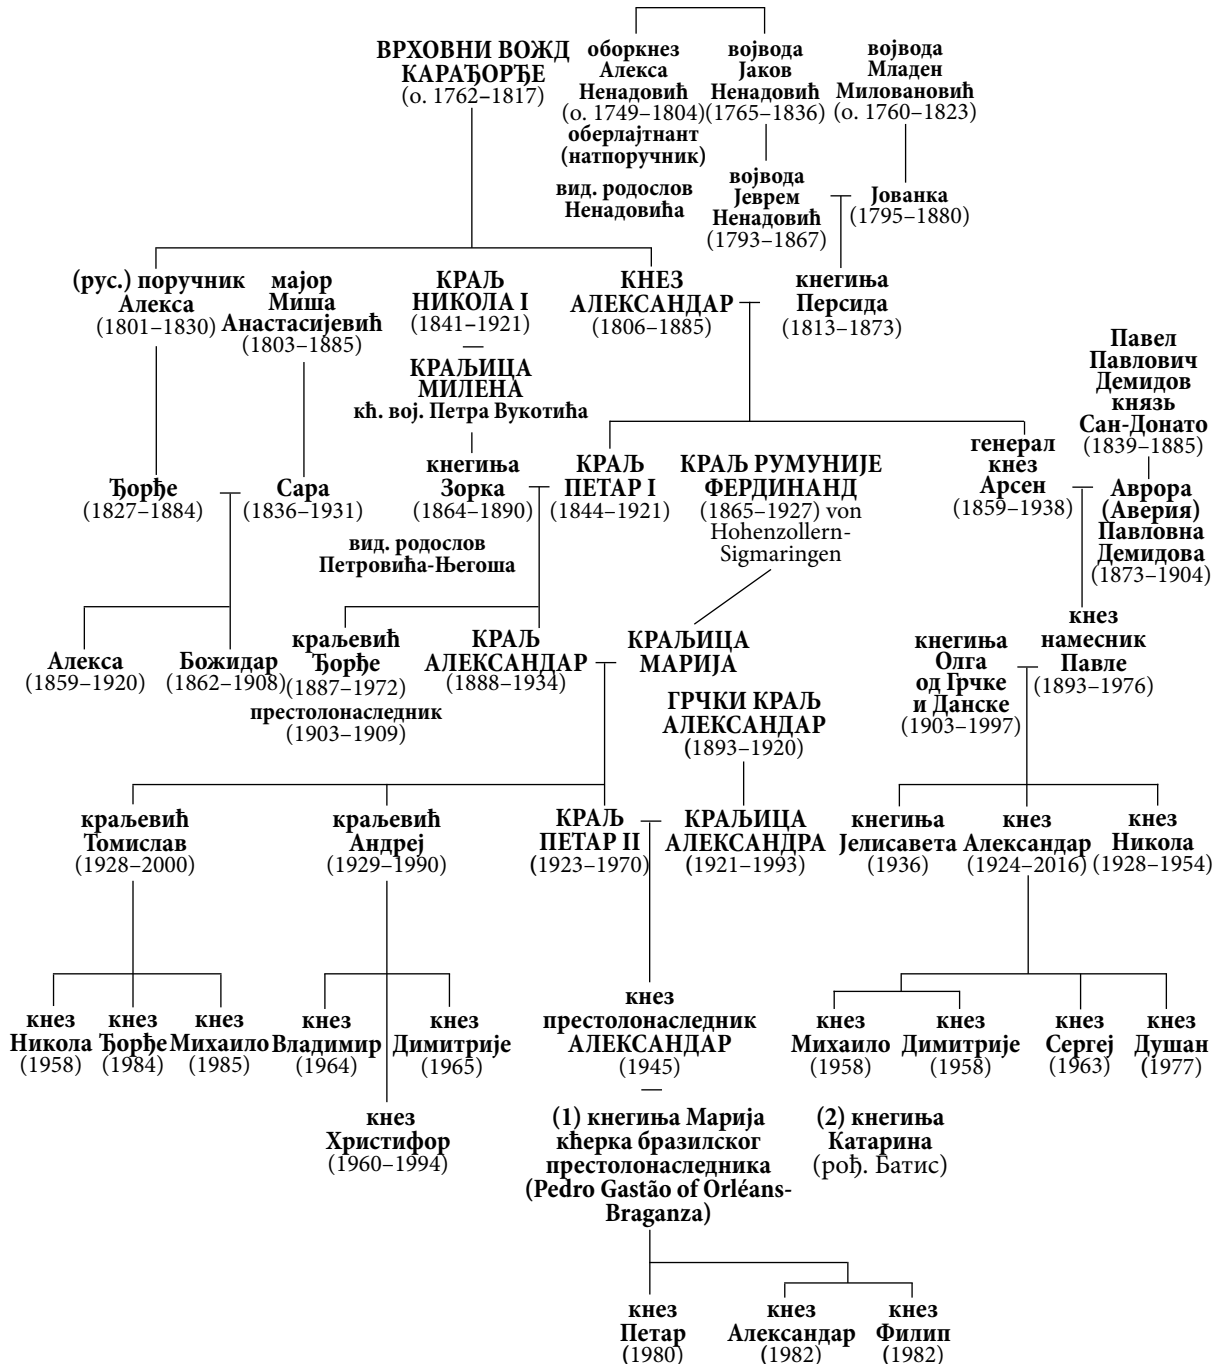 ВРХОВНИ ВОЖД
КАРАЂОРЂЕ
(о. 1762–1817)
оборкнез
Алекса
Ненадовић
(о. 1749–1804)
оберлајтнант
(натпоручник)
вид. родослов
Ненадовића
војвода
Јаков
Ненадовић
(1765–1836)
војвода
Младен
Миловановић
(о. 1760–1823)
војвода
Јеврем
Ненадовић
(1793–1867)
Јованка
(1795–1880)
(рус.) поручник
Алекса
(1801–1830)
мајор
Миша
Анастасијевић
(1803–1885)
КРАЉ
НИКОЛА I
(1841–1921)
КРАЉИЦА
МИЛЕНА
кћ. вој. Петра Вукотића
КНЕЗ
АЛЕКСАНДАР
(1806–1885)
кнегиња
Персида
(1813–1873)
Павел
Павлович
Демидов
князь
Сан-Донато
(1839–1885)
Ђорђе
(1827–1884)
Сара
(1836–1931)
кнегиња
Зорка
(1864–1890)
вид. родослов
Петровића-Његоша
КРАЉ
ПЕТАР I
(1844–1921)
КРАЉ РУМУНИЈЕ
ФЕРДИНАНД
(1865–1927) von
Hohenzollern-
Sigmaringen
генерал
кнез
Арсен
(1859–1938)
Аврора
(Аверия)
Павловна
Демидова
(1873–1904)
Алекса
(1859–1920)
Божидар
(1862–1908)
краљевић
Ђорђе
(1887–1972)
престолонаследник
(1903–1909)
КРАЉ
АЛЕКСАНДАР
(1888–1934)
КРАЉИЦА
МАРИЈА
ГРЧКИ КРАЉ
АЛЕКСАНДАР
(1893–1920)
кнегиња
Олга
од Грчке
и Данске
(1903–1997)
кнез
намесник
Павле
(1893–1976)
краљевић
Томислав
(1928–2000)
краљевић
Андреј
(1929–1990)
КРАЉ
ПЕТАР II
(1923–1970)
КРАЉИЦА
АЛЕКСАНДРА
(1921–1993)
кнегиња
Јелисавета
(1936)
кнез
Александар
(1924–2016)
кнез
Никола
(1928–1954)
кнез
Никола
(1958)
кнез
Ђорђе
(1984)
кнез
Михаило
(1985)
кнез
Владимир
(1964)
кнез
Димитрије
(1965)
кнез
Христифор
(1960–1994)
кнез
престолонаследник
АЛЕКСАНДАР
(1945)
кнез
Михаило
(1958)
кнез
Димитрије
(1958)
кнез
Сергеј
(1963)
кнез
Душан
(1977)
(1) кнегиња Марија
кћерка бразилског
престолонаследника
(Pedro Gastão of Orléans-
Braganza)
(2) кнегиња
Катарина
(рођ. Батис)
кнез
Петар
(1980)
кнез
Александар
(1982)
кнез
Филип
(1982)